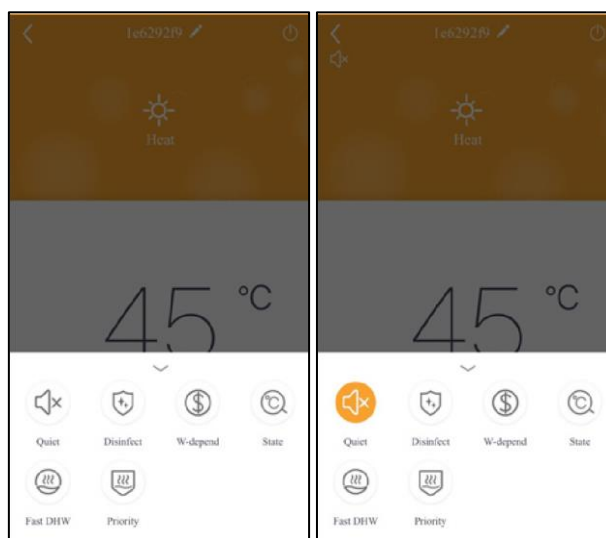 1e6292f9
Heat
45 °C
Quiet
Disinfect
W-depend
State
Fast DHW
Priority
1e6292f9
Heat
45 °C
Quiet
Disinfect
W-depend
State
Fast DHW
Priority